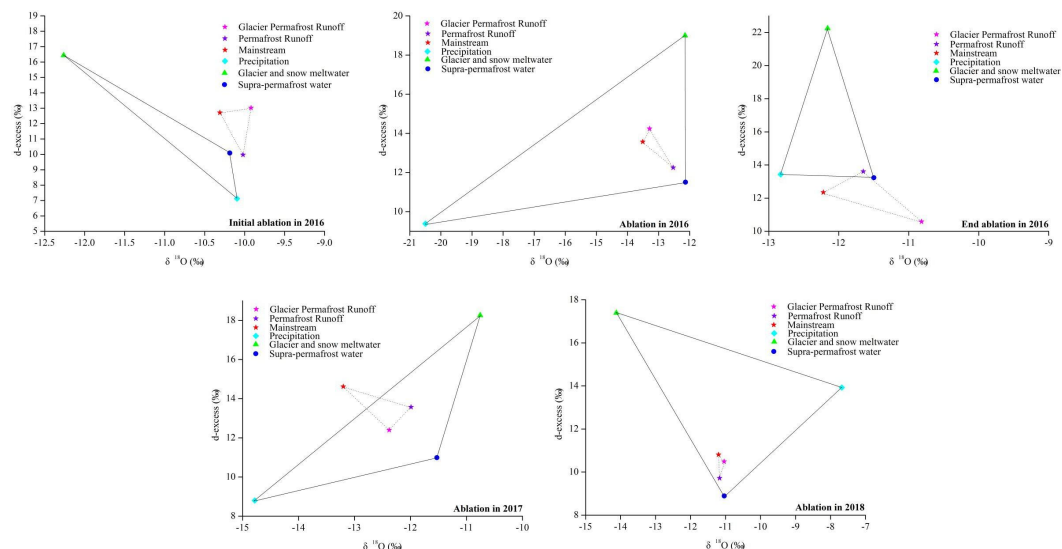 19
18
17
16
15
14
13
12
11
10
9
8
7
6
5
d-excess (‰)
Glacier Permafrost Runoff
Permafrost Runoff
Mainstream
Precipitation
Glacier and snow meltwater
Supra-permafrost water
Initial ablation in 2016
-12.5 -12.0 -11.5 -11.0 -10.5 -10.0 -9.5 -9.0
δ 18O (‰)
20
18
16
14
12
10
d-excess (‰)
Glacier Permafrost Runoff
Permafrost Runoff
Mainstream
Precipitation
Glacier and snow meltwater
Supra-permafrost water
Ablation in 2016
-21 -20 -19 -18 -17 -16 -15 -14 -13 -12
δ 18O (‰)
22
20
18
16
14
12
10
d-excess (‰)
Glacier Permafrost Runoff
Permafrost Runoff
Mainstream
Precipitation
Glacier and snow meltwater
Supra-permafrost water
End ablation in 2016
-13 -12 -11 -10 -9
δ 18O (‰)
18
16
14
12
10
8
d-excess (‰)
Glacier Permafrost Runoff
Permafrost Runoff
Mainstream
Precipitation
Glacier and snow meltwater
Supra-permafrost water
Ablation in 2017
-15 -14 -13 -12 -11 -10
δ 18O (‰)
18
16
14
12
10
8
d-excess (‰)
Glacier Permafrost Runoff
Permafrost Runoff
Mainstream
Precipitation
Glacier and snow meltwater
Supra-permafrost water
Ablation in 2018
-15 -14 -13 -12 -11 -10 -9 -8 -7
δ 18O (‰)